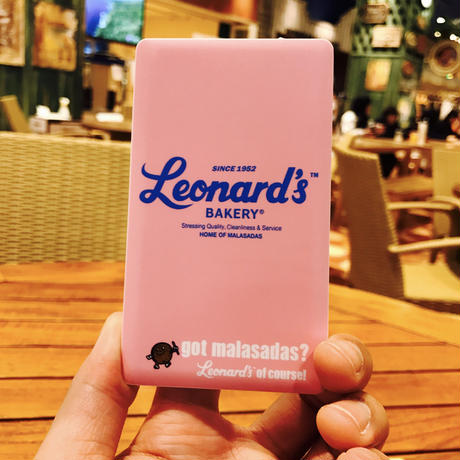 SINCE 1952
Leonard's™
BAKERY®
Stressing Quality, Cleanliness & Service
HOME OF MALASADAS
got malasadas?
Leonard's® of course!